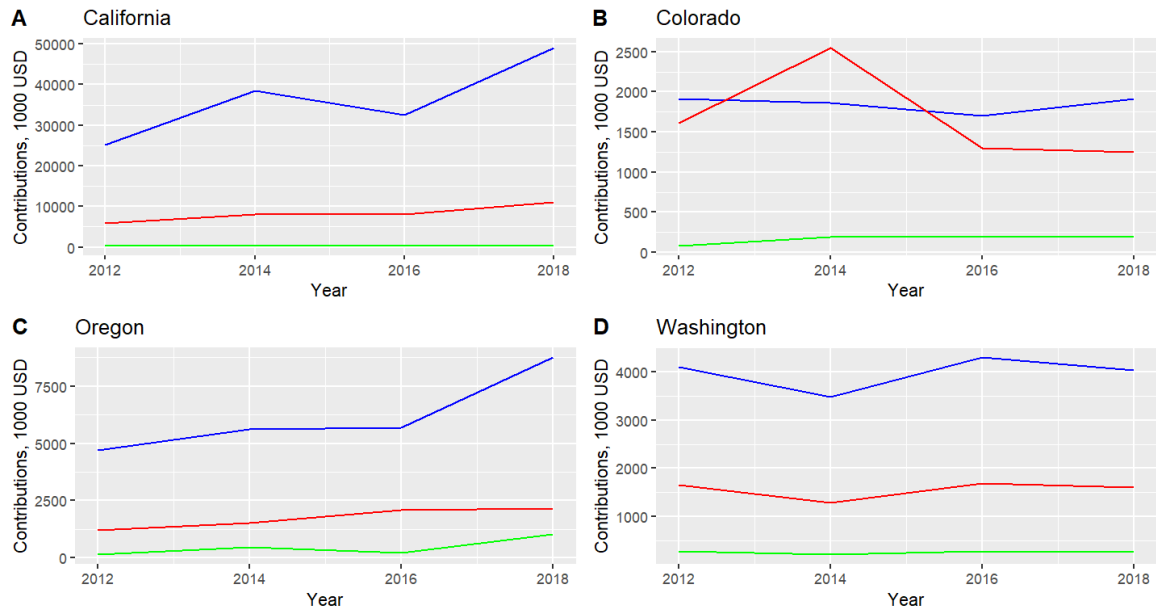 A California
Contributions, 1000 USD
50000
40000
30000
20000
10000
0
2012 2014 2016 2018
Year
B Colorado
Contributions, 1000 USD
2500
2000
1500
1000
500
0
2012 2014 2016 2018
Year
C Oregon
Contributions, 1000 USD
7500
5000
2500
0
2012 2014 2016 2018
Year
D Washington
Contributions, 1000 USD
4000
3000
2000
1000
2012 2014 2016 2018
Year